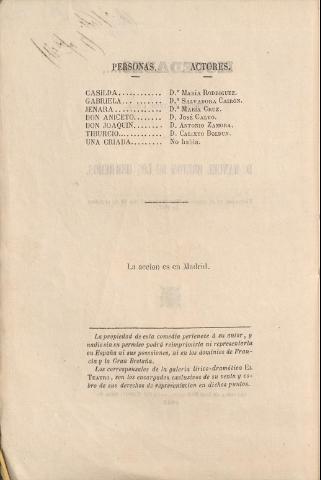 PERSONAS. ACTORES.
CASILDA............ D.ª María Rodriguez.
GABRIELA... ........ D.ª Salvadora Cairón.
JENARA............. D.ª María Cruz.
DON ANICETO........ D. José Calvo.
DON JOAQUIN........ D. Antonio Zamora.
TIBURCIO........... D. Calixto Boldun.
UNA CRIADA......... No habla.
La accion es en Madrid.
La propiedad de esta comedia pertenece á su autor, y
nadie sin su permiso podrá reimprimirla ni representarla
en España ni sus posesiones, ni en los dominios de Fran-
cia y la Gran Bretaña.
Los corresponsales de la galeria lírico-dramática El
Teatro, son los encargados exclusivos de su venta y co-
bro de sus derechos de representacion en dichos puntos.